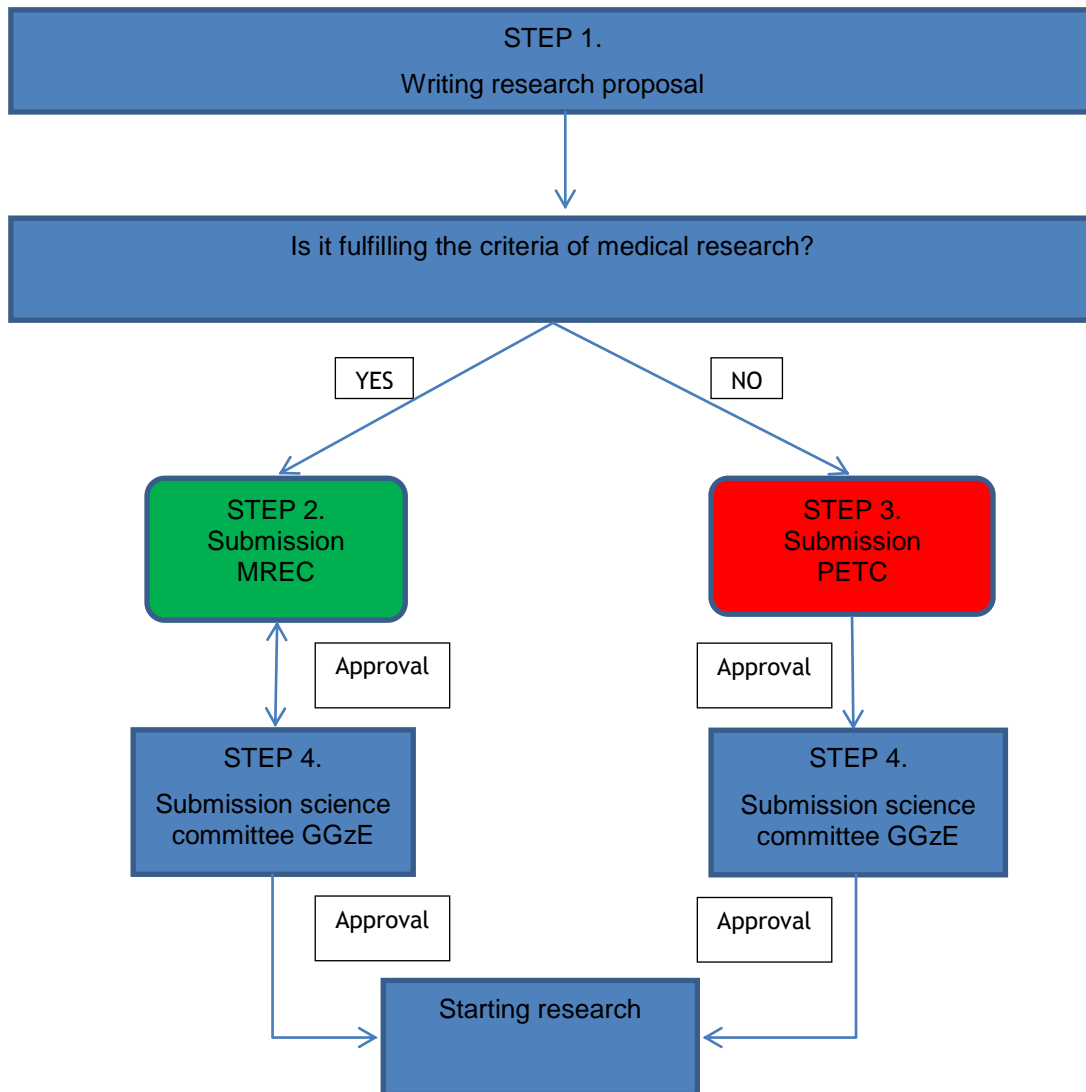 STEP 1.
Writing research proposal
Is it fulfilling the criteria of medical research?
YES
NO
STEP 2.
Submission
MREC
STEP 3.
Submission
PETC
Approval
Approval
STEP 4.
Submission science
committee GGzE
STEP 4.
Submission science
committee GGzE
Approval
Approval
Starting research